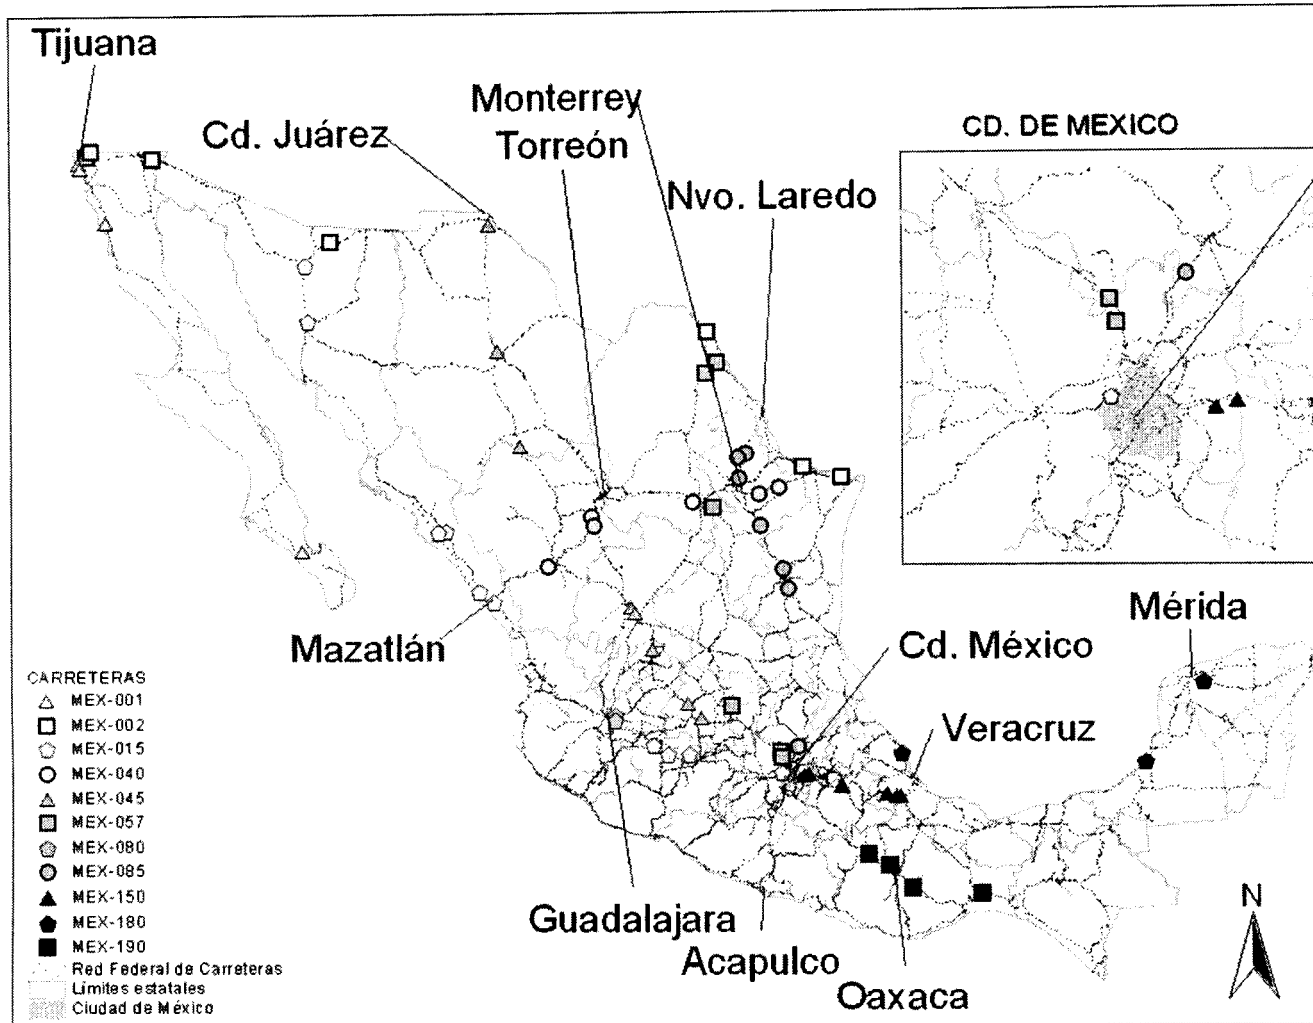 Tijuana
Monterrey
Cd. Juárez
Torreón
CD. DE MEXICO
Nvo. Laredo
Mérida
Mazatlán
Cd. México
Veracruz
CARRETERAS
MEX-001
MEX-002
MEX-015
MEX-040
MEX-045
MEX-057
MEX-080
MEX-085
MEX-150
MEX-180
MEX-190
Red Federal de Carreteras
Límites estatales
Ciudad de México
Guadalajara
Acapulco
Oaxaca
N